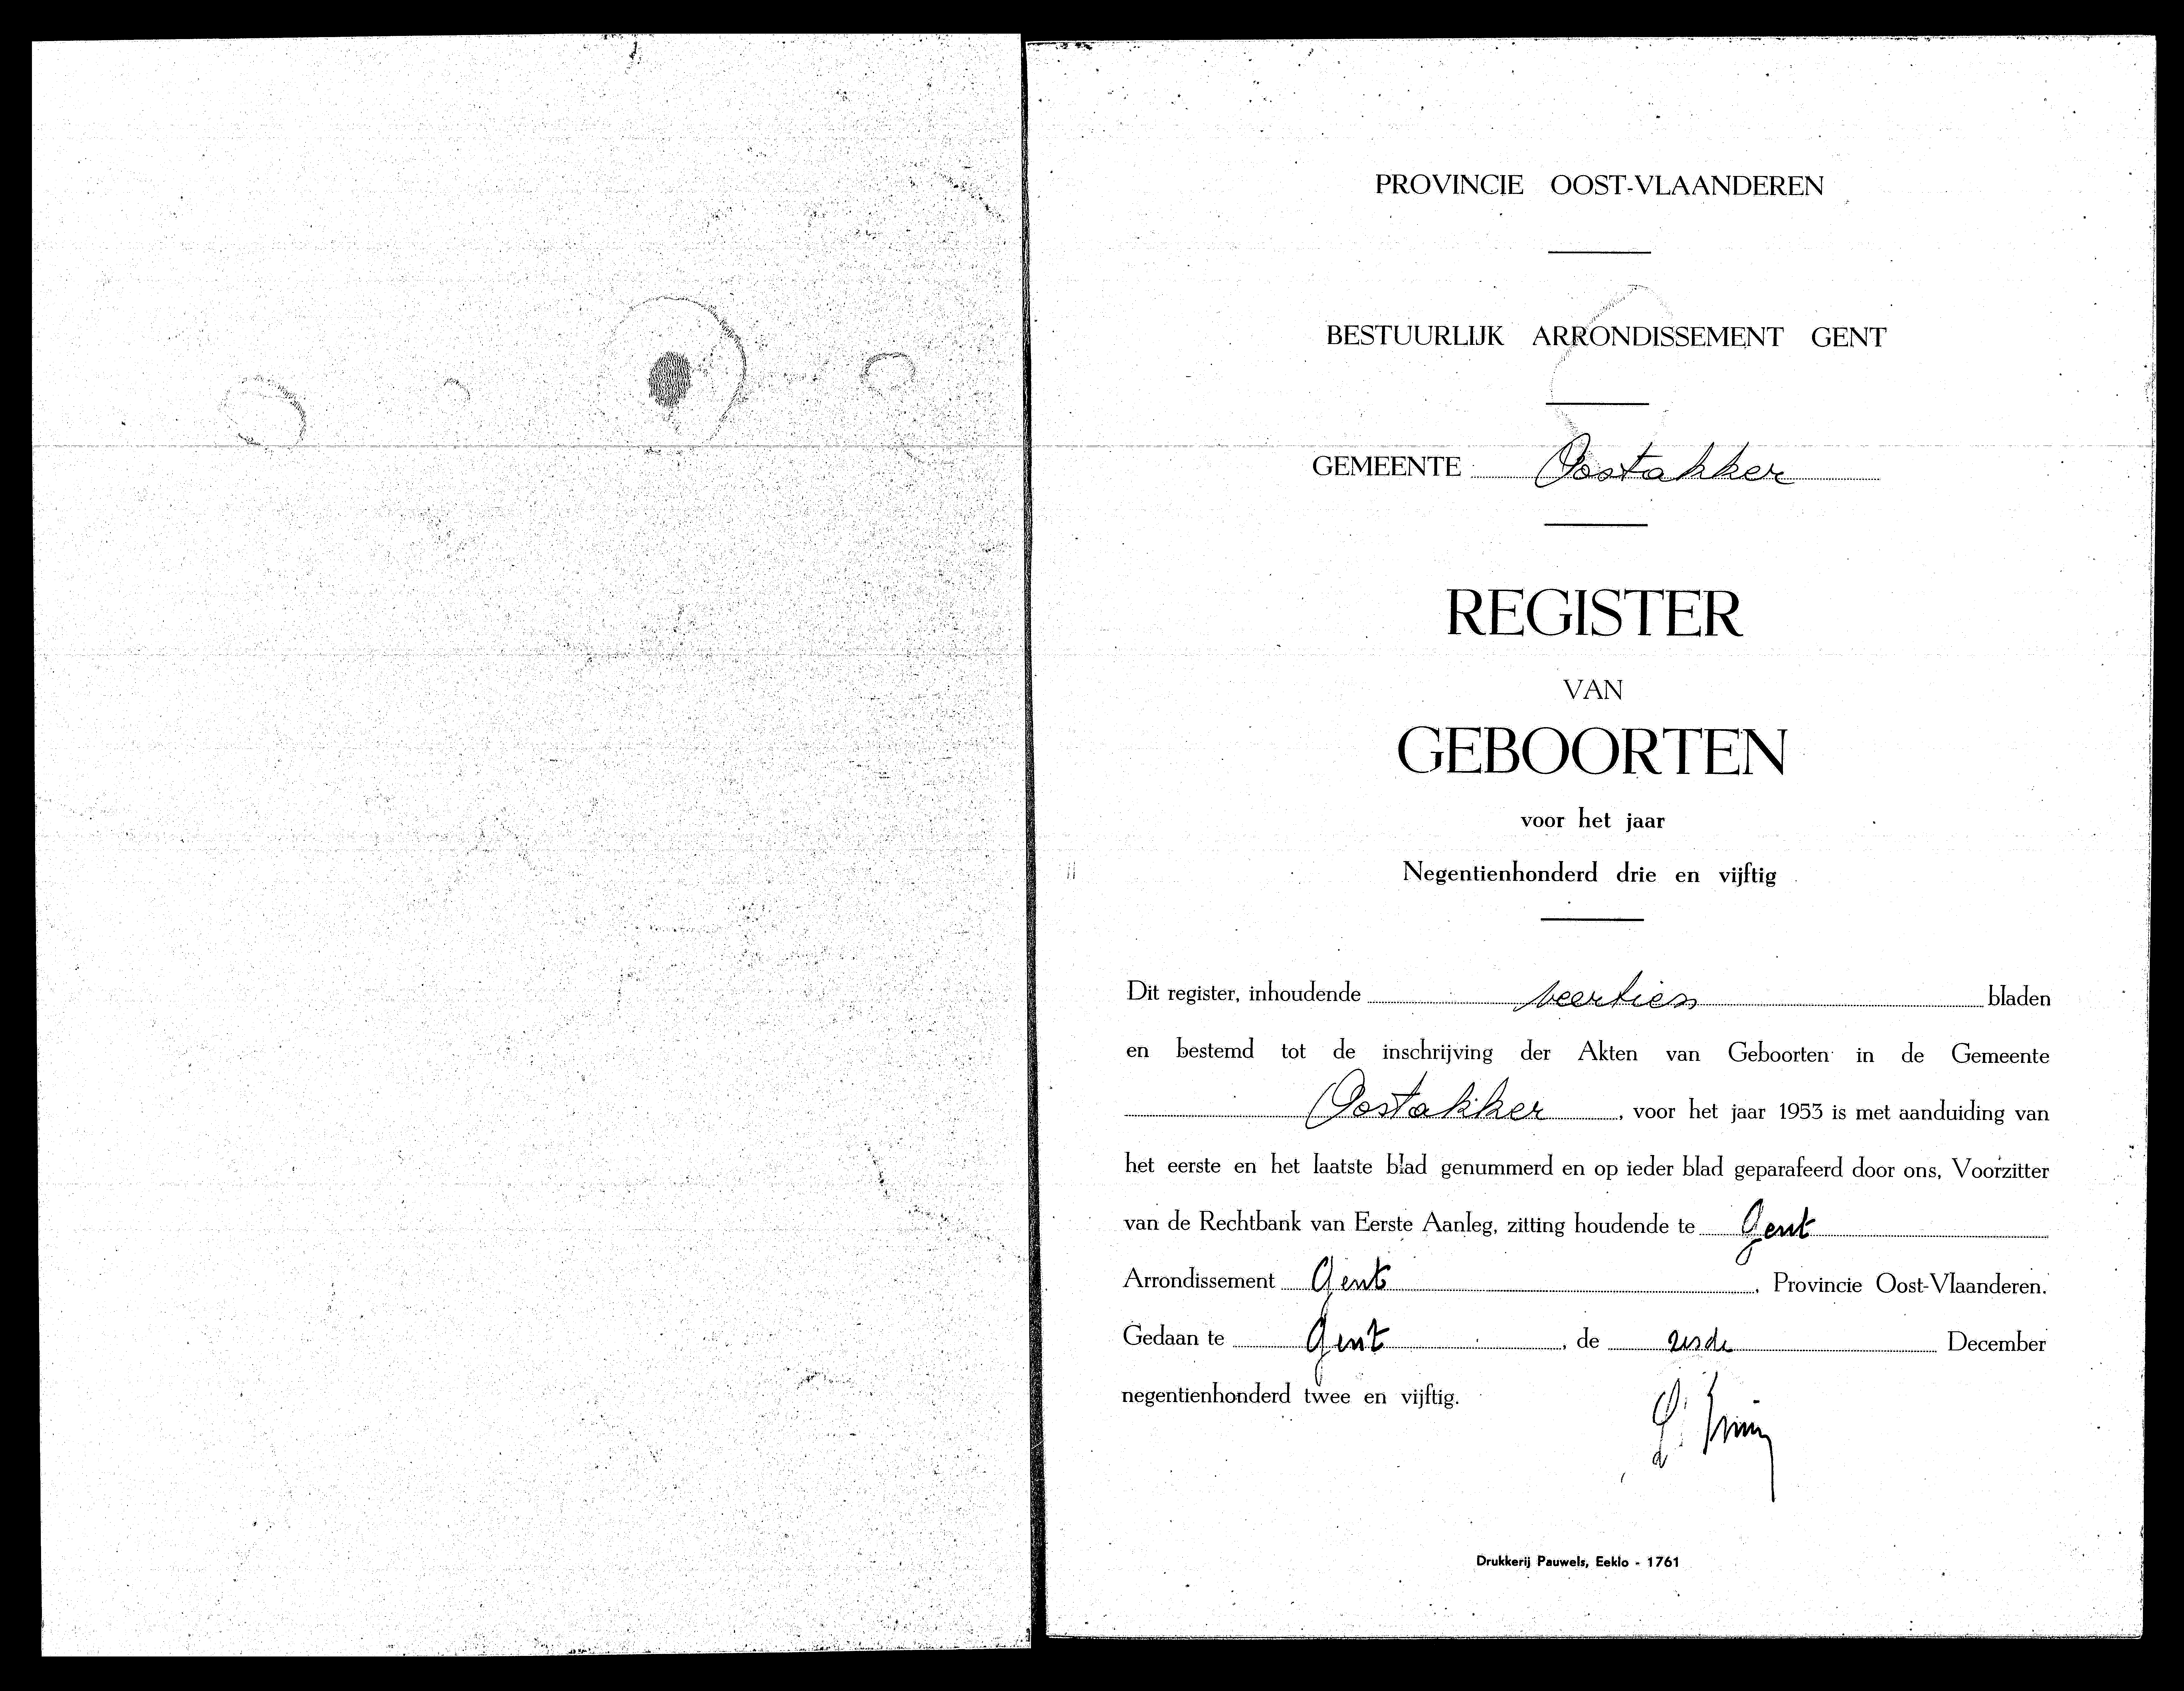 PROVINCIE OOST-VLAANDEREN
BESTUURLIJK ARRONDISSEMENT GENT
GEMEENTE Oostakker
REGISTER
VAN
GEBOORTEN
voor het jaar
Negentienhonderd drie en vijftig
Dit register, inhoudende veertien bladen
en bestemd tot de inschrijving der Akten van Geboorten in de Gemeente
Oostakker, voor het jaar 1953 is met aanduiding van
het eerste en het laatste blad genummerd en op ieder blad geparafeerd door ons, Voorzitter
van de Rechtbank van Eerste Aanleg, zitting houdende te Gent
Arrondissement Gent, Provincie Oost-Vlaanderen.
Gedaan te Gent, de zesde December
negentienhonderd twee en vijftig.
Drukkerij Pauwels, Eeklo - 1761